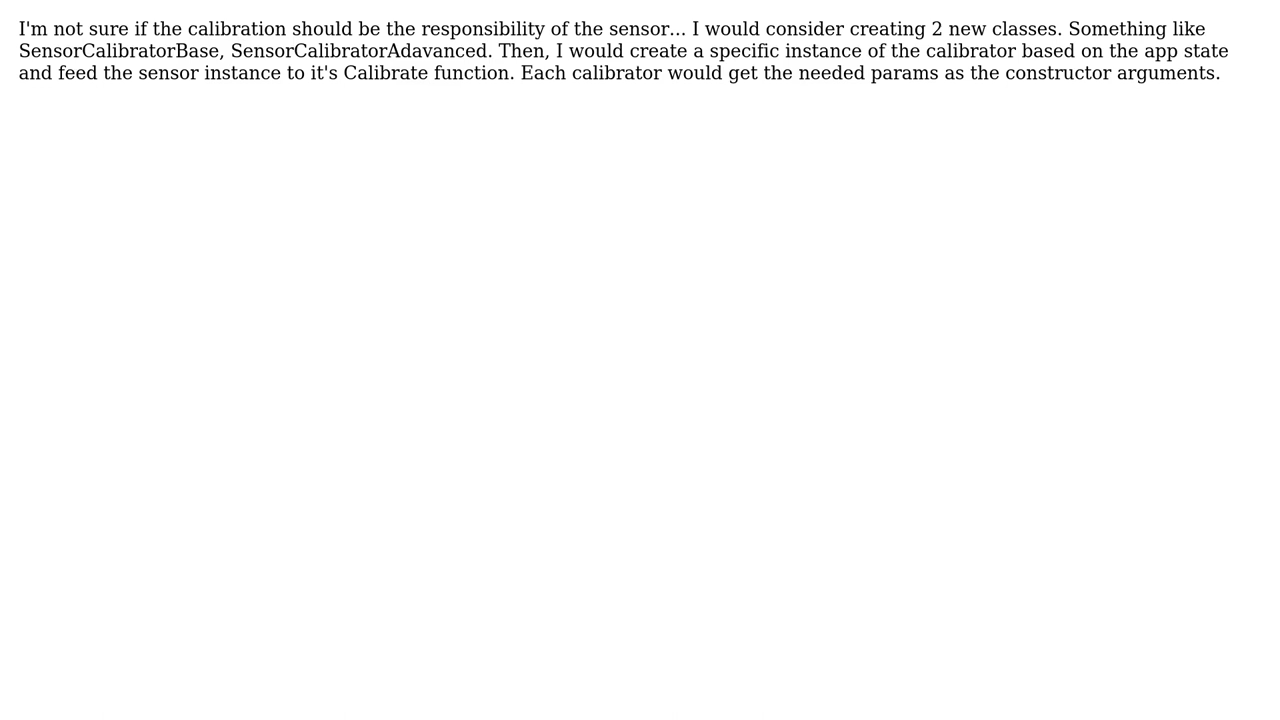 I'm not sure if the calibration should be the responsibility of the sensor... I would consider creating 2 new classes. Something like
SensorCalibratorBase, SensorCalibratorAdavanced. Then, I would create a specific instance of the calibrator based on the app state
and feed the sensor instance to it's Calibrate function. Each calibrator would get the needed params as the constructor arguments.